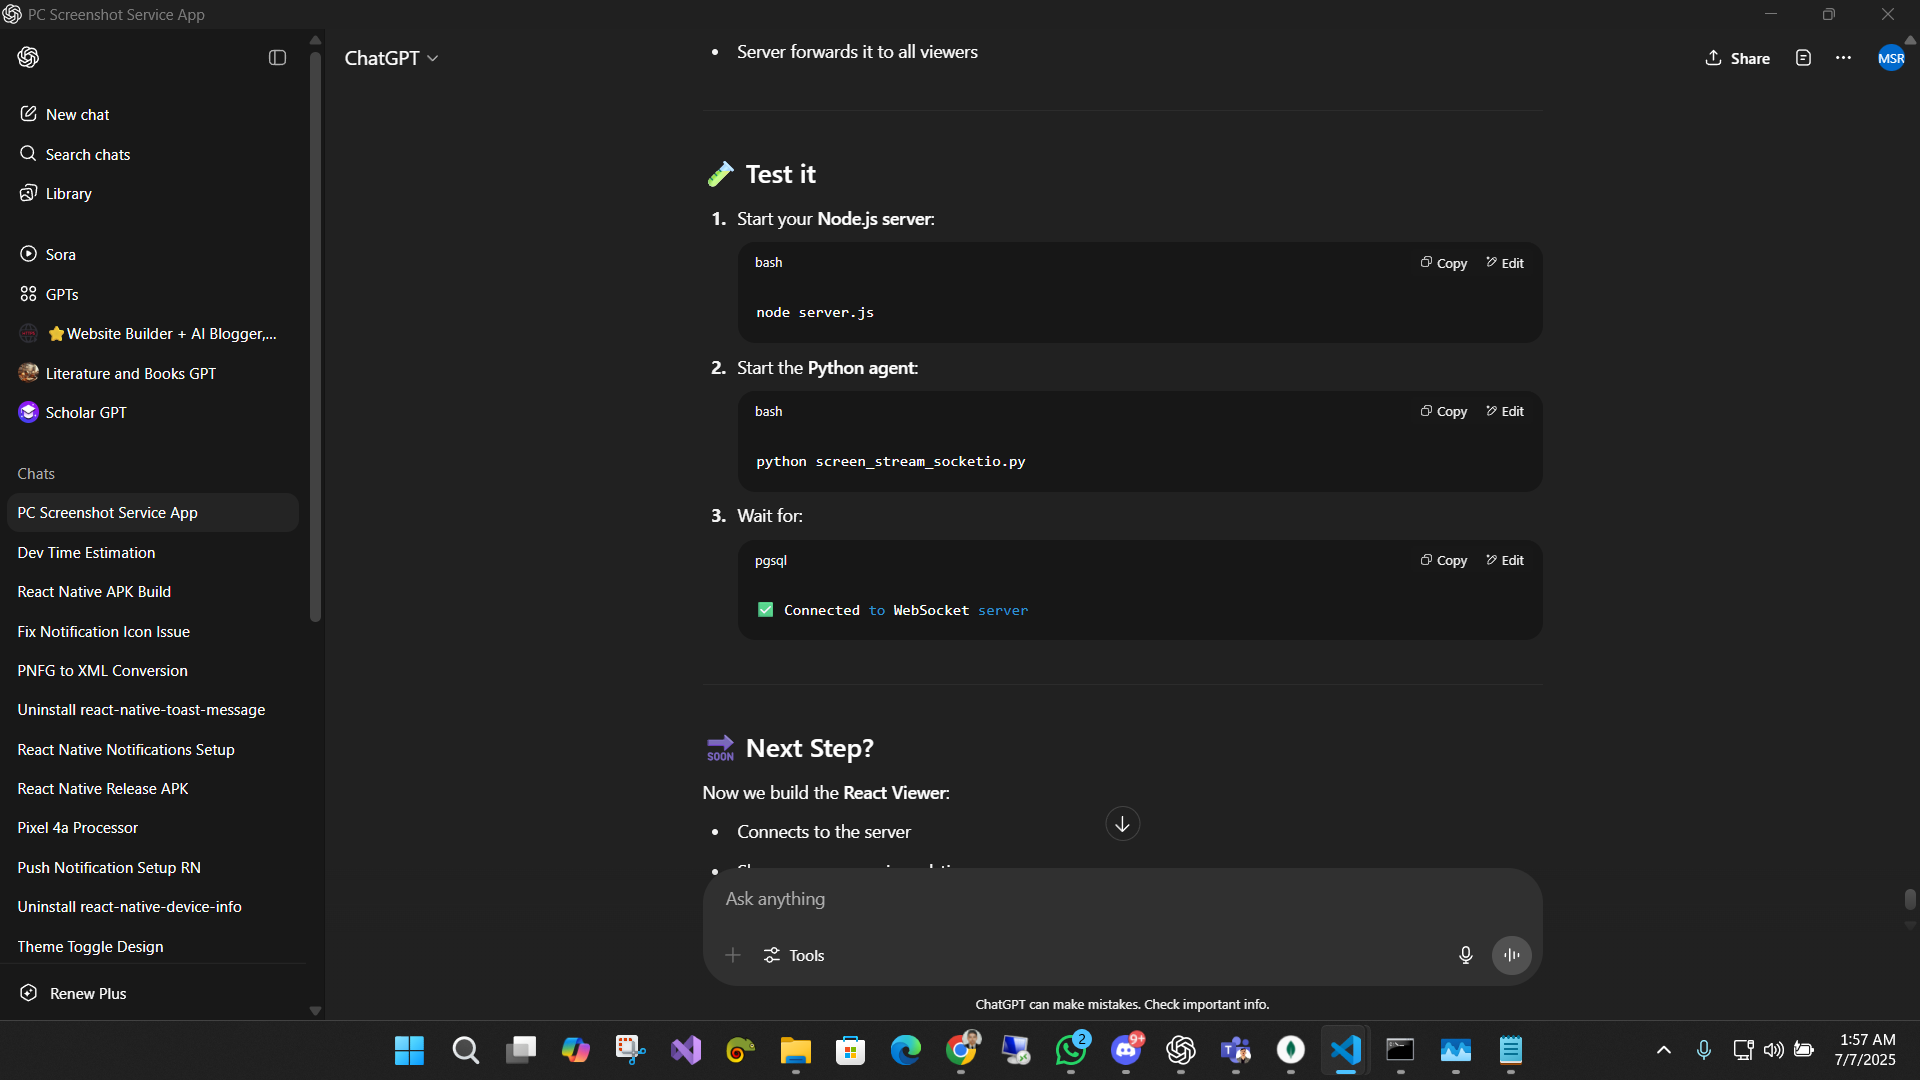 PC Screenshot Service App
ChatGPT
Share
MSR
New chat
Search chats
Library
Sora
GPTs
⭐Website Builder + AI Blogger,...
Literature and Books GPT
Scholar GPT
Chats
PC Screenshot Service App
Dev Time Estimation
React Native APK Build
Fix Notification Icon Issue
PNFG to XML Conversion
Uninstall react-native-toast-message
React Native Notifications Setup
React Native Release APK
Pixel 4a Processor
Push Notification Setup RN
Uninstall react-native-device-info
Theme Toggle Design
Renew Plus
• Server forwards it to all viewers
Test it
1. Start your Node.js server:
bash
Copy Edit
node server.js
2. Start the Python agent:
bash
Copy Edit
python screen_stream_socketio.py
3. Wait for:
pgsql
Copy Edit
✅ Connected to WebSocket server
SOON Next Step?
Now we build the React Viewer:
• Connects to the server
Ask anything
Tools
ChatGPT can make mistakes. Check important info.
2
9+
1:57 AM
7/7/2025